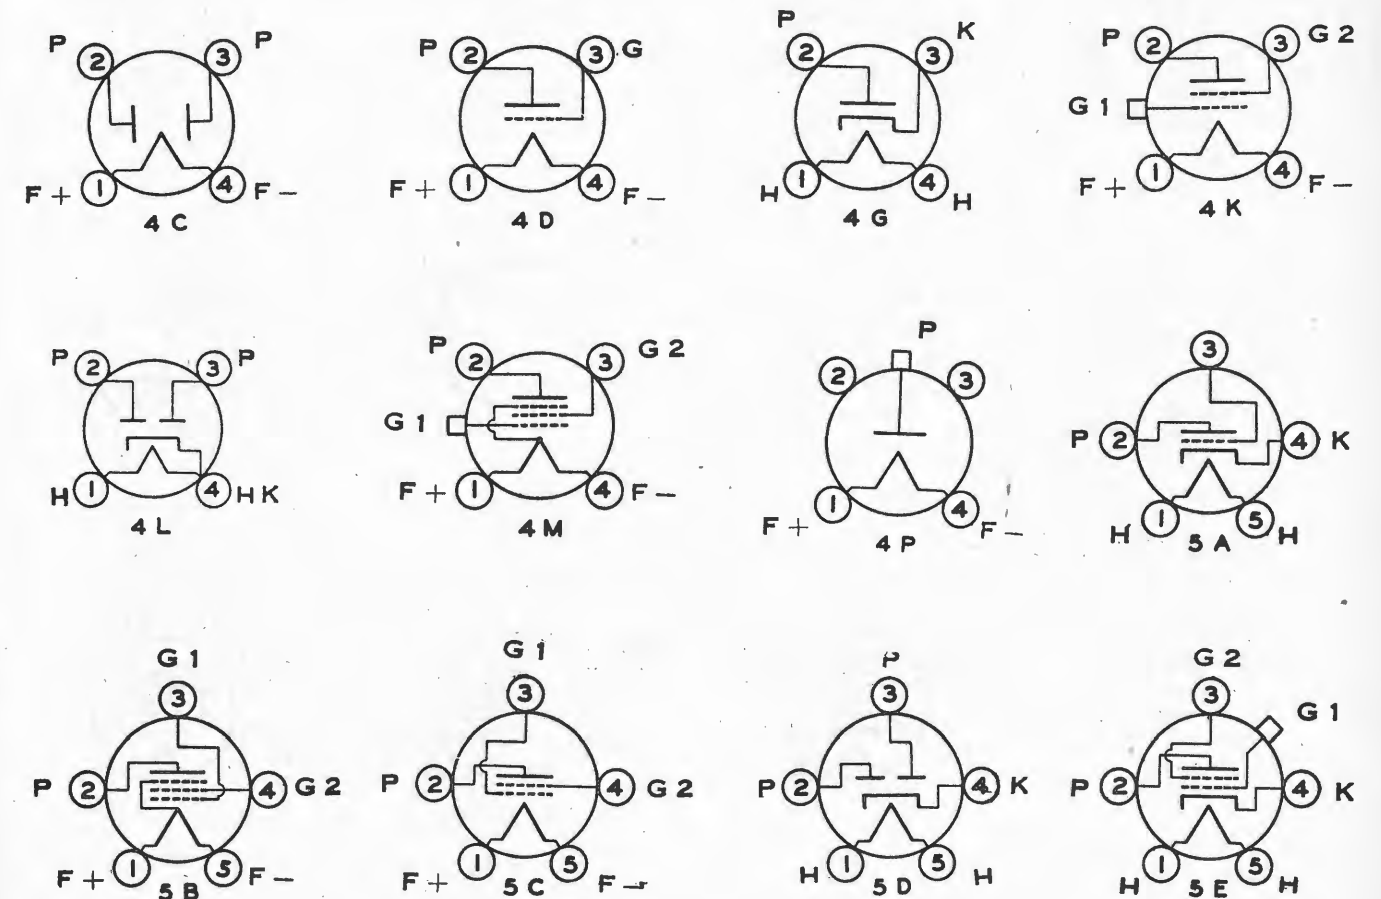 P 2 3 P
F + 1 4 F -
4 C
P 2 3 G
F + 1 4 F -
4 D
P 2 3 K
H 1 4 H
4 G
P 2 3 G 2
G 1
F + 1 4 F -
4 K
P 2 3 P
H 1 4 H K
4 L
P 2 3 G 2
G 1
F + 1 4 F -
4 M
P
2 3
F + 1 4 F -
4 P
3
P 2 4 K
H 1 5 H
5 A
G 1
3
P 2 4 G 2
F + 1 5 F -
5 B
G 1
3
P 2 4 G 2
F + 1 5 F -
5 C
P
3
P 2 4 K
H 1 5 H
5 D
G 2
3 G 1
P 2 4 K
H 1 5 H
5 E